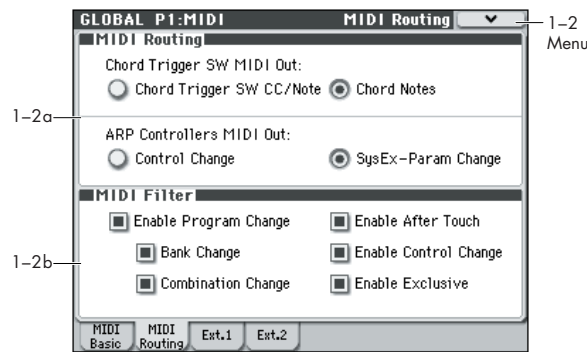 GLOBAL P1:MIDI MIDI Routing
1–2
Menu
MIDI Routing
Chord Trigger SW MIDI Out:
Chord Trigger SW CC/Note Chord Notes
1–2a
ARP Controllers MIDI Out:
Control Change SysEx-Param Change
MIDI Filter
Enable Program Change Enable After Touch
1–2b
Bank Change Enable Control Change
Combination Change Enable Exclusive
MIDI Basic MIDI Routing Ext.1 Ext.2